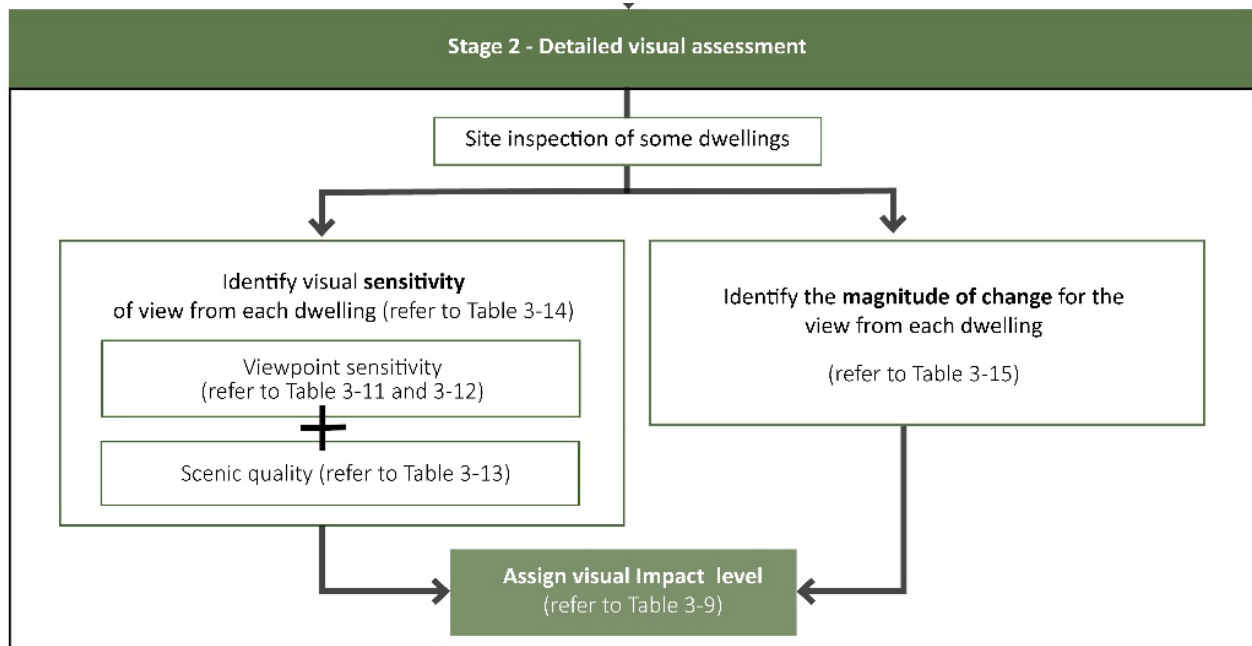 Stage 2 - Detailed visual assessment
Site inspection of some dwellings
Identify visual sensitivity
of view from each dwelling (refer to Table 3-14)
Viewpoint sensitivity
(refer to Table 3-11 and 3-12)
+
Scenic quality (refer to Table 3-13)
Identify the magnitude of change for the
view from each dwelling
(refer to Table 3-15)
Assign visual Impact level
(refer to Table 3-9)